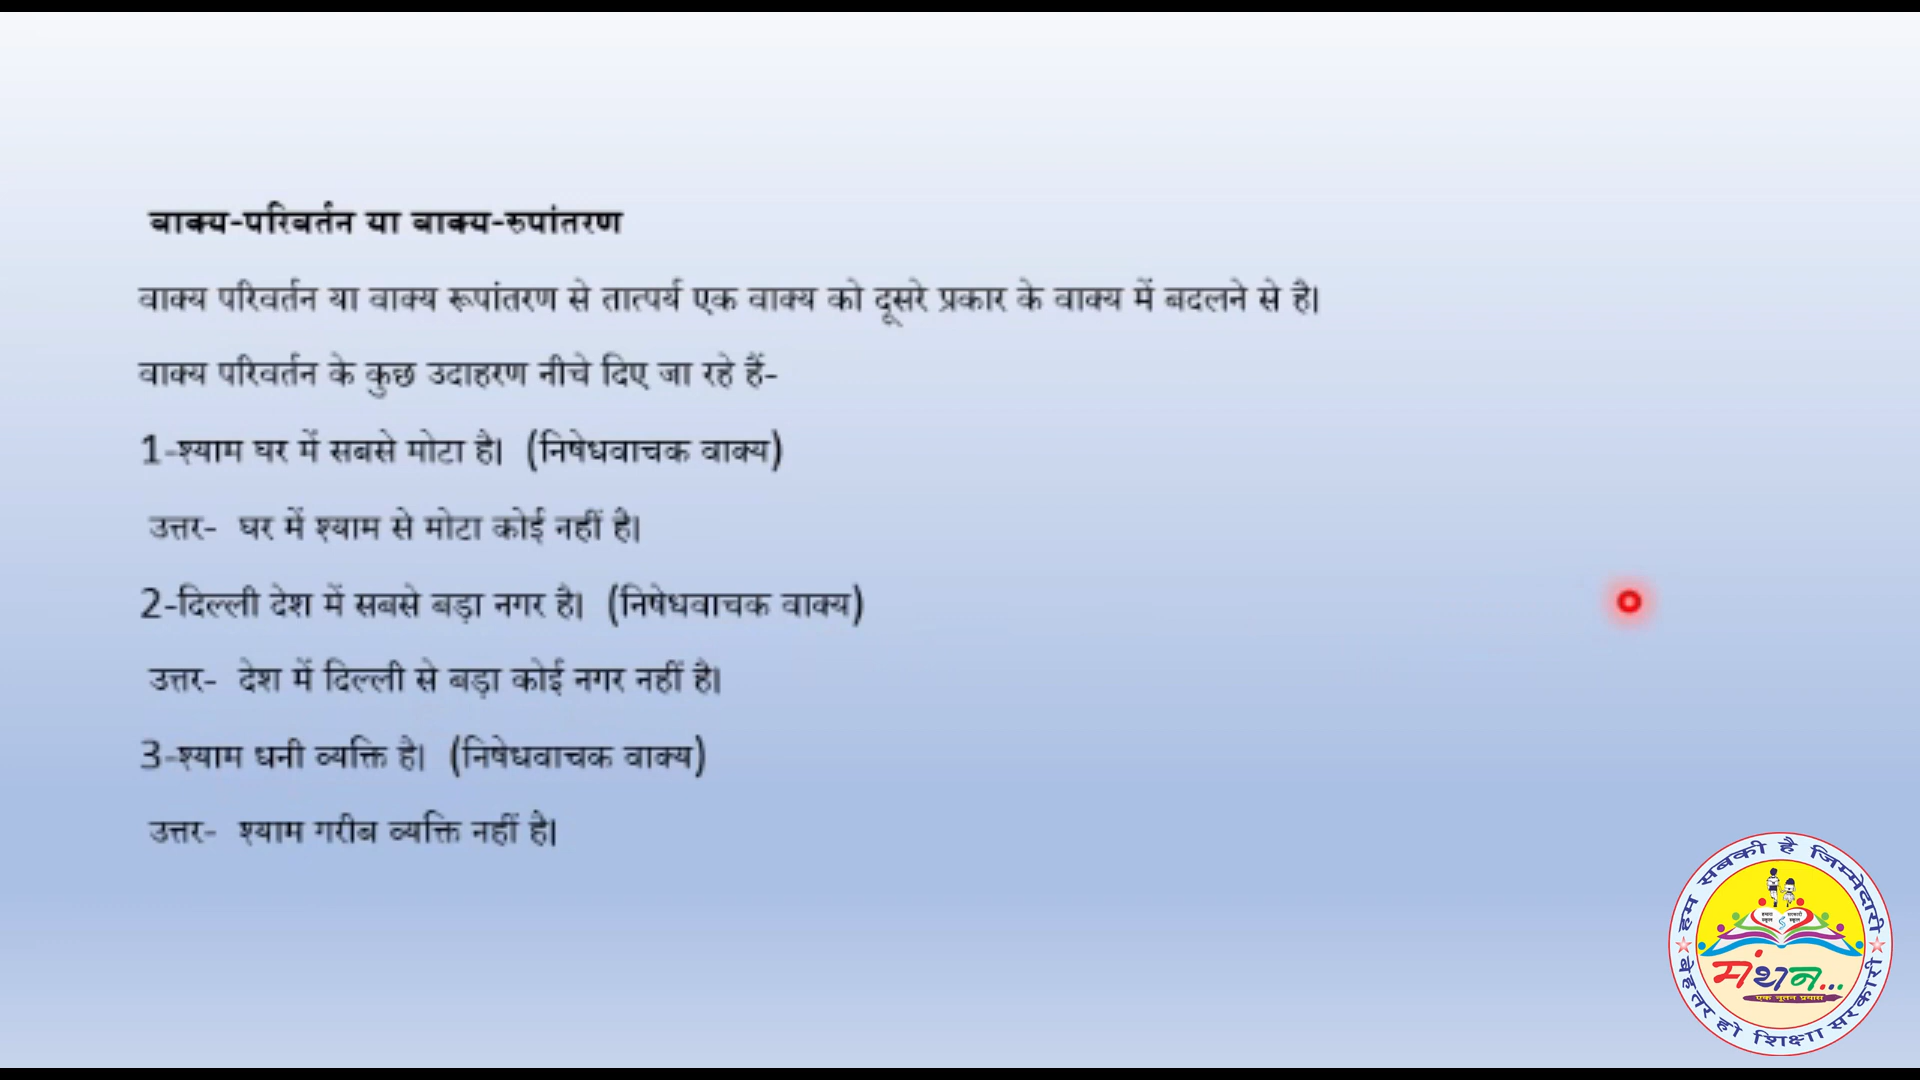 वाक्य-परिवर्तन या वाक्य-रुपांतरण
वाक्य परिवर्तन या वाक्य रूपांतरण से तात्पर्य एक वाक्य को दूसरे प्रकार के वाक्य में बदलने से है।
वाक्य परिवर्तन के कुछ उदाहरण नीचे दिए जा रहे हैं-
1-श्याम घर में सबसे मोटा है। (निषेधवाचक वाक्य)
उत्तर- घर में श्याम से मोटा कोई नहीं है।
2-दिल्ली देश में सबसे बड़ा नगर है। (निषेधवाचक वाक्य)
उत्तर- देश में दिल्ली से बड़ा कोई नगर नहीं है।
3-श्याम धनी व्यक्ति है। (निषेधवाचक वाक्य)
उत्तर- श्याम गरीब व्यक्ति नहीं है।
हम सबकी है जिम्मेदारी
मंथन...
एक नूतन प्रयास
बेहतर हो शिक्षा सरकारी